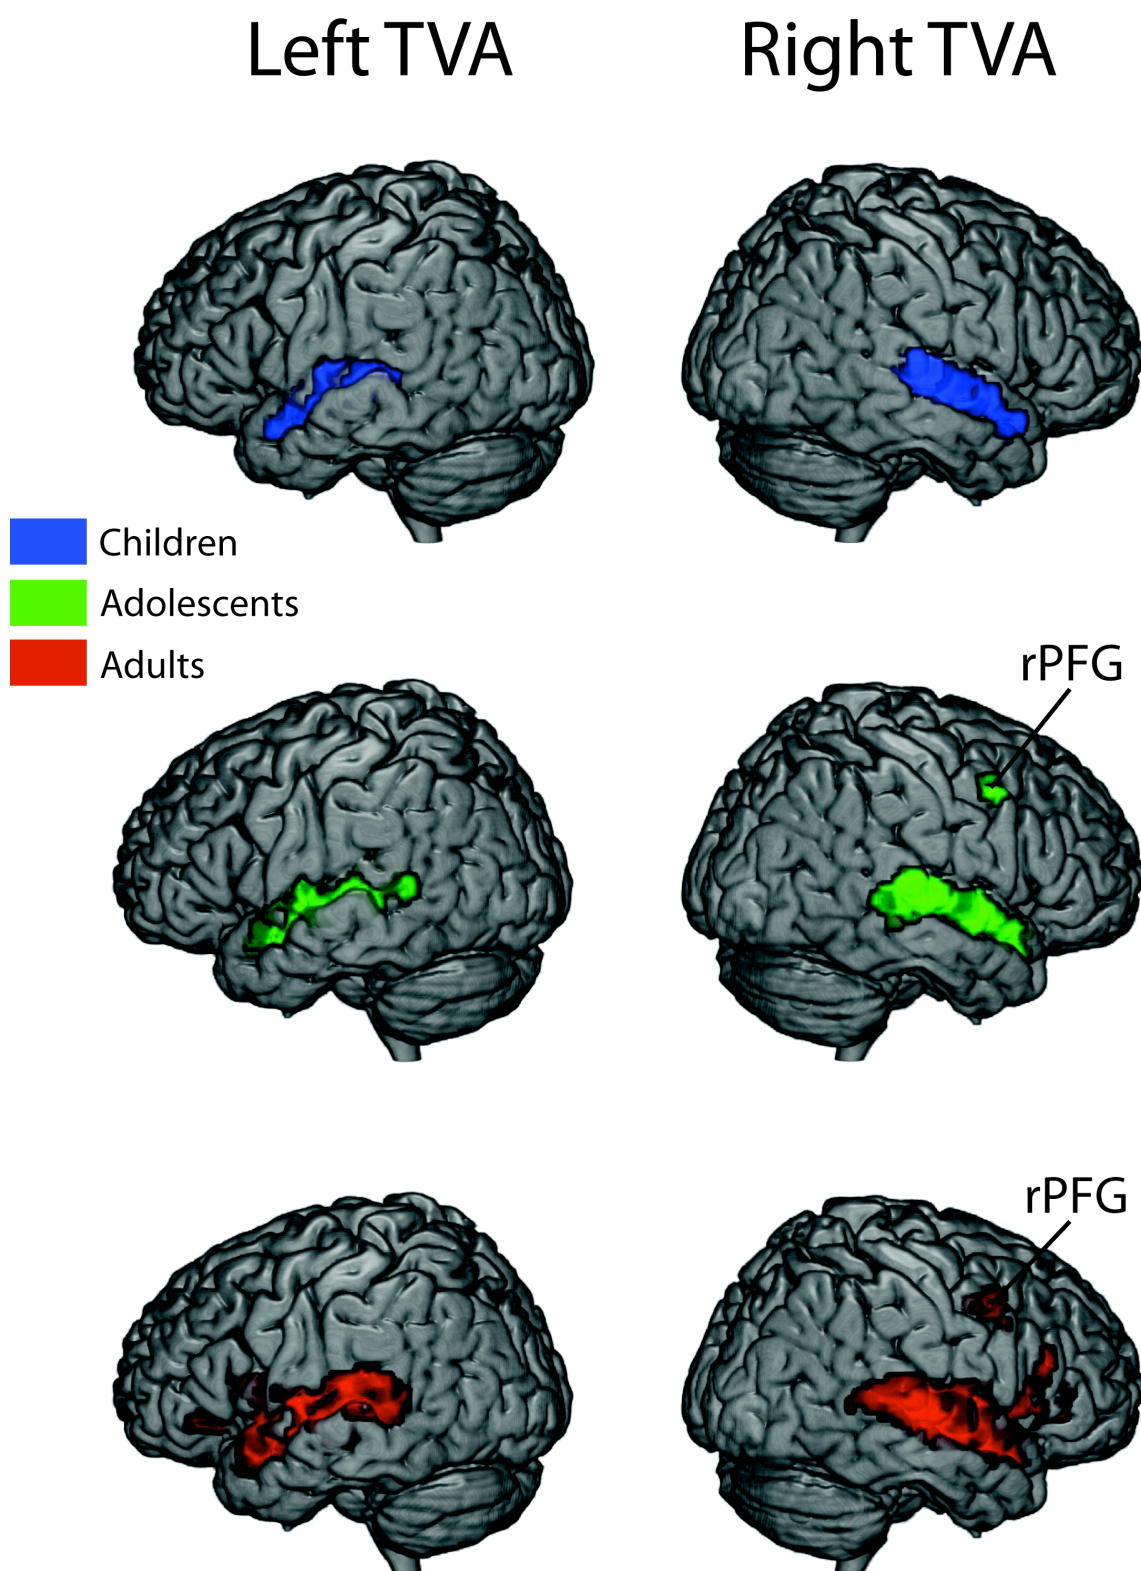 Left TVA
Right TVA
Children
Adolescents
Adults
rPFG
rPFG